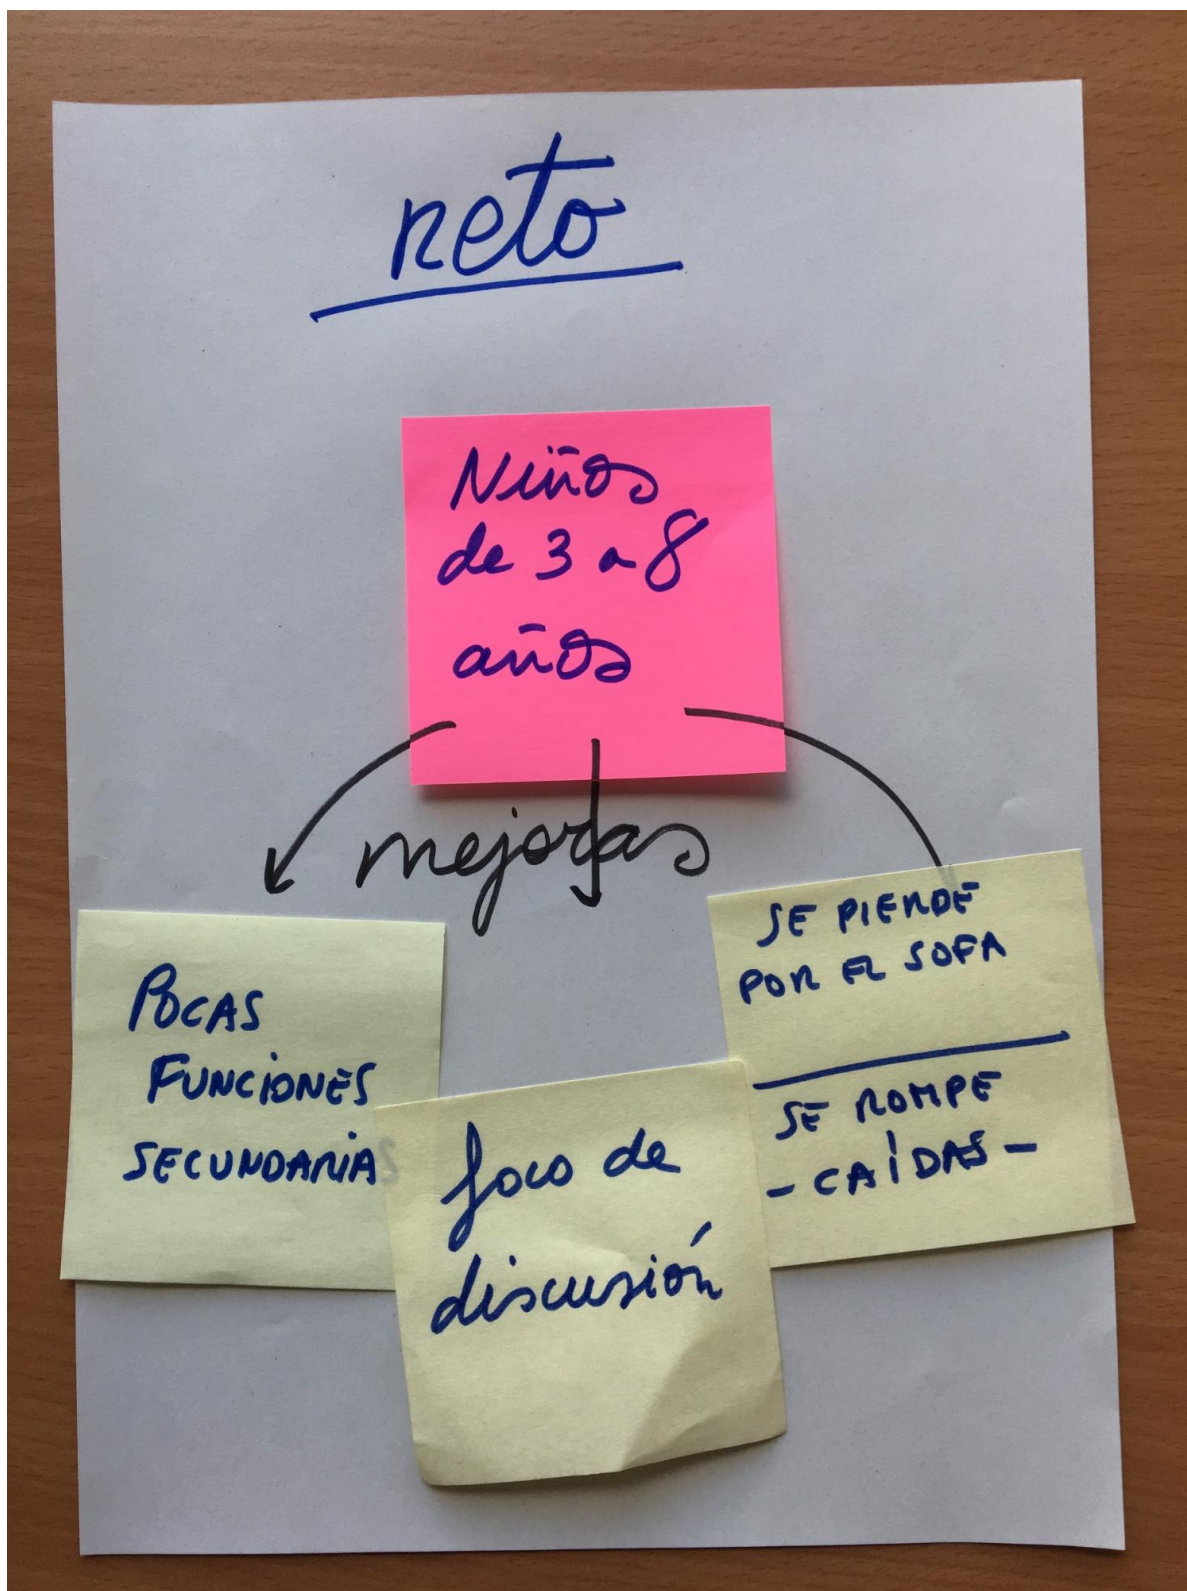 reto
Niños
de 3 a 8
años
mejoras
POCAS
FUNCIONES
SECUNDARIAS
foco de
discusión
SE PIERDE
POR EL SOFA
SE ROMPE
- CAÍDAS -